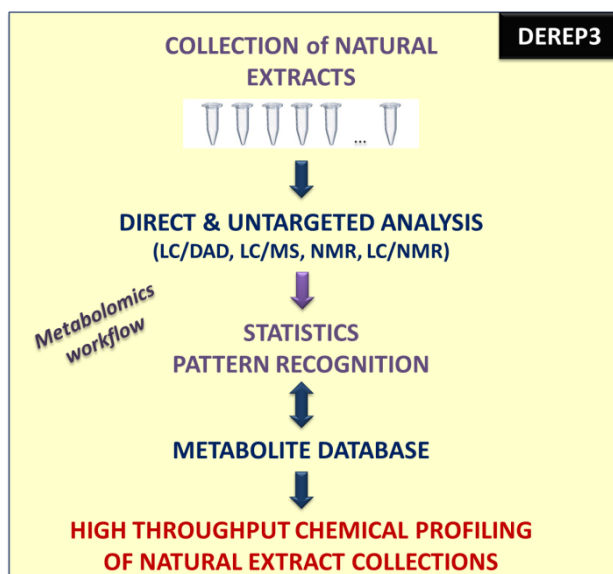 DEREP3
COLLECTION of NATURAL
EXTRACTS
...
DIRECT & UNTARGETED ANALYSIS
(LC/DAD, LC/MS, NMR, LC/NMR)
Metabolomics
workflow
STATISTICS
PATTERN RECOGNITION
METABOLITE DATABASE
HIGH THROUGHPUT CHEMICAL PROFILING
OF NATURAL EXTRACT COLLECTIONS